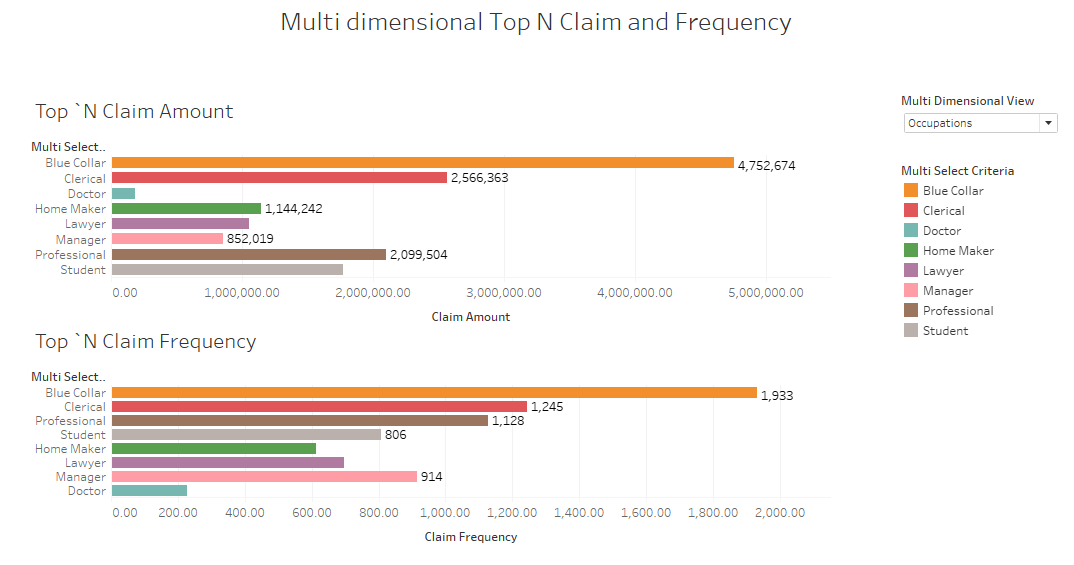 Multi dimensional Top N Claim and Frequency
Top `N Claim Amount
Multi Select..
Blue Collar 4,752,674
Clerical 2,566,363
Doctor
Home Maker 1,144,242
Lawyer
Manager 852,019
Professional 2,099,504
Student
0.00 1,000,000.00 2,000,000.00 3,000,000.00 4,000,000.00 5,000,000.00
Claim Amount
Top `N Claim Frequency
Multi Select..
Blue Collar 1,933
Clerical 1,245
Professional 1,128
Student 806
Home Maker
Lawyer
Manager 914
Doctor
0.00 200.00 400.00 600.00 800.00 1,000.00 1,200.00 1,400.00 1,600.00 1,800.00 2,000.00
Claim Frequency
Multi Dimensional View
Occupations
Multi Select Criteria
Blue Collar
Clerical
Doctor
Home Maker
Lawyer
Manager
Professional
Student